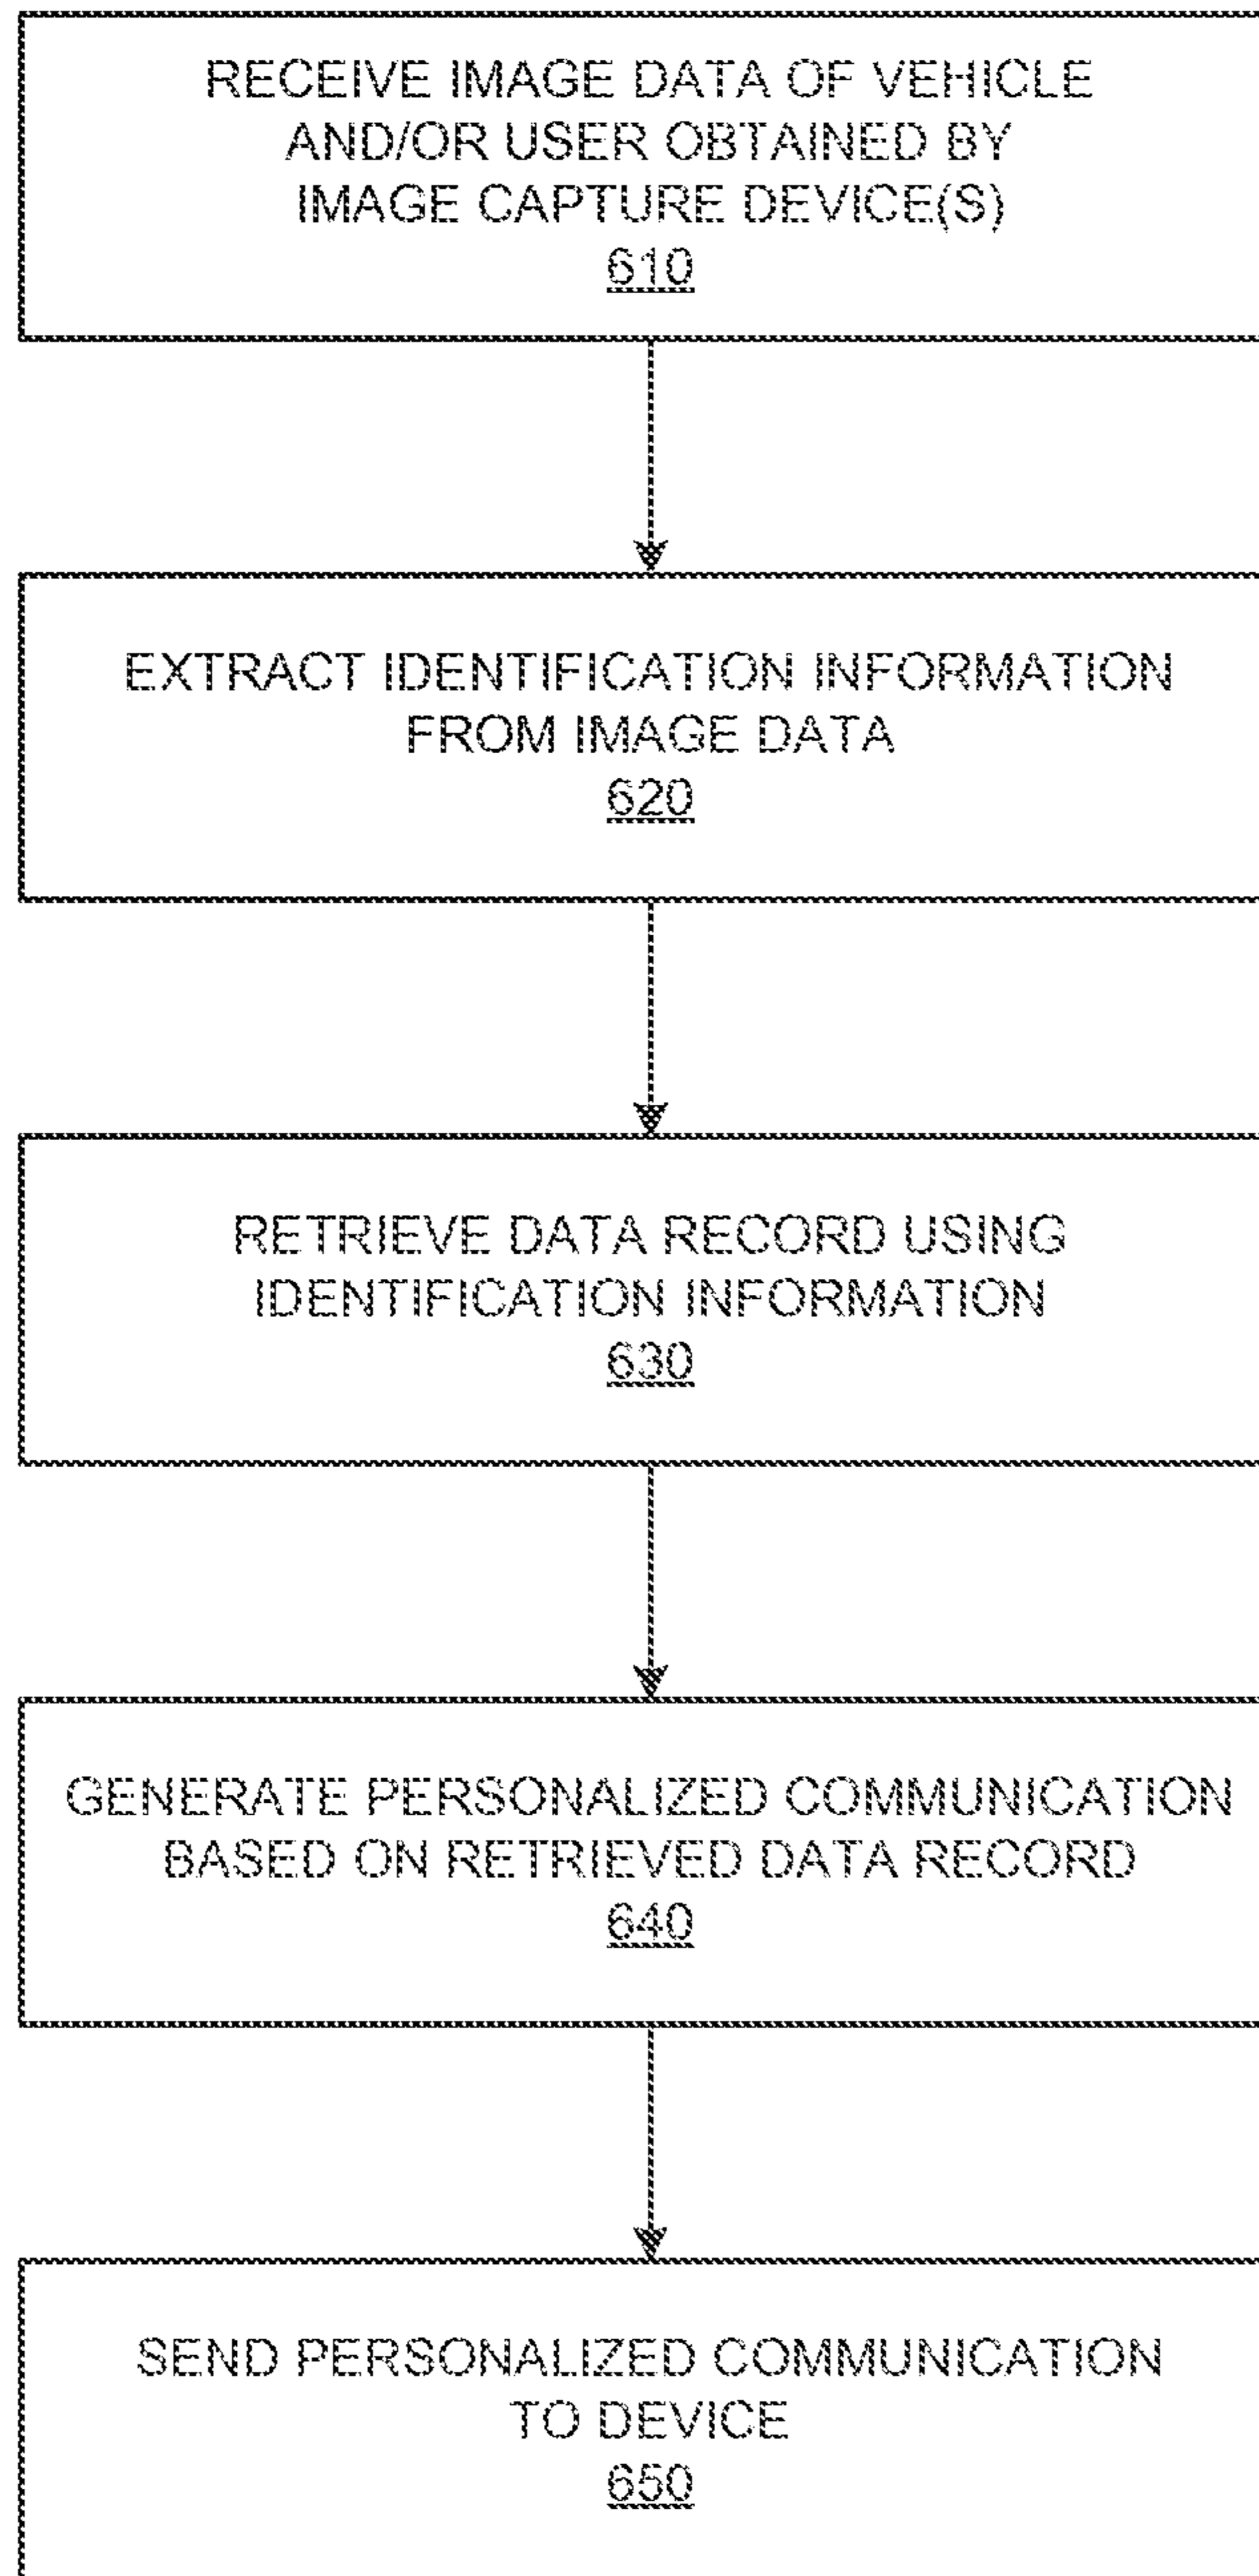 RECEIVE IMAGE DATA OF VEHICLE
AND/OR USER OBTAINED BY
IMAGE CAPTURE DEVICE(S)
610
EXTRACT IDENTIFICATION INFORMATION
FROM IMAGE DATA
620
RETRIEVE DATA RECORD USING
IDENTIFICATION INFORMATION
630
GENERATE PERSONALIZED COMMUNICATION
BASED ON RETRIEVED DATA RECORD
640
SEND PERSONALIZED COMMUNICATION
TO DEVICE
650